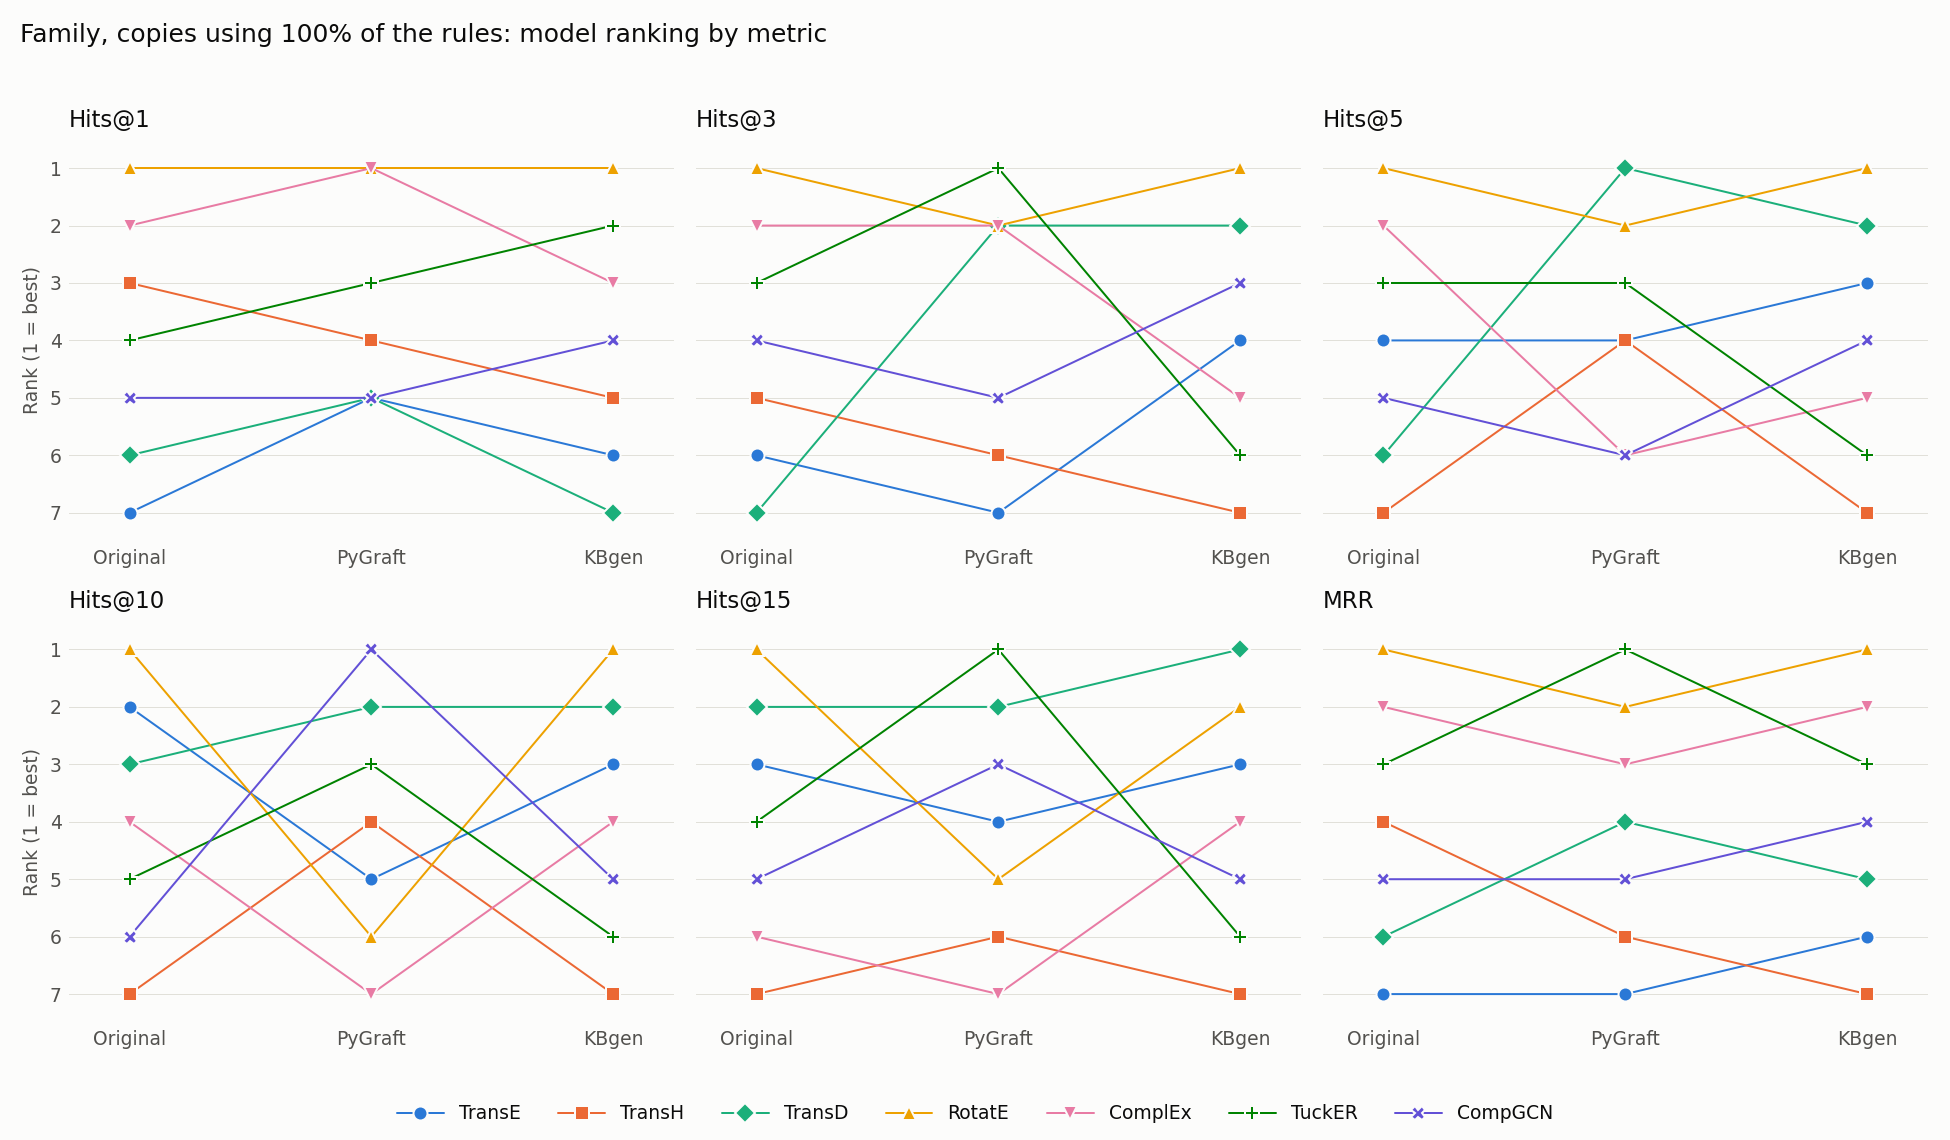 Family, copies using 100% of the rules: model ranking by metric
Hits@1
Hits@3
Hits@5
Rank (1 = best)
1
2
3
4
5
6
7
Original PyGraft KBgen
Original PyGraft KBgen
Original PyGraft KBgen
Hits@10
Hits@15
MRR
Rank (1 = best)
1
2
3
4
5
6
7
Original PyGraft KBgen
Original PyGraft KBgen
Original PyGraft KBgen
TransE TransH TransD RotatE ComplEx TuckER CompGCN